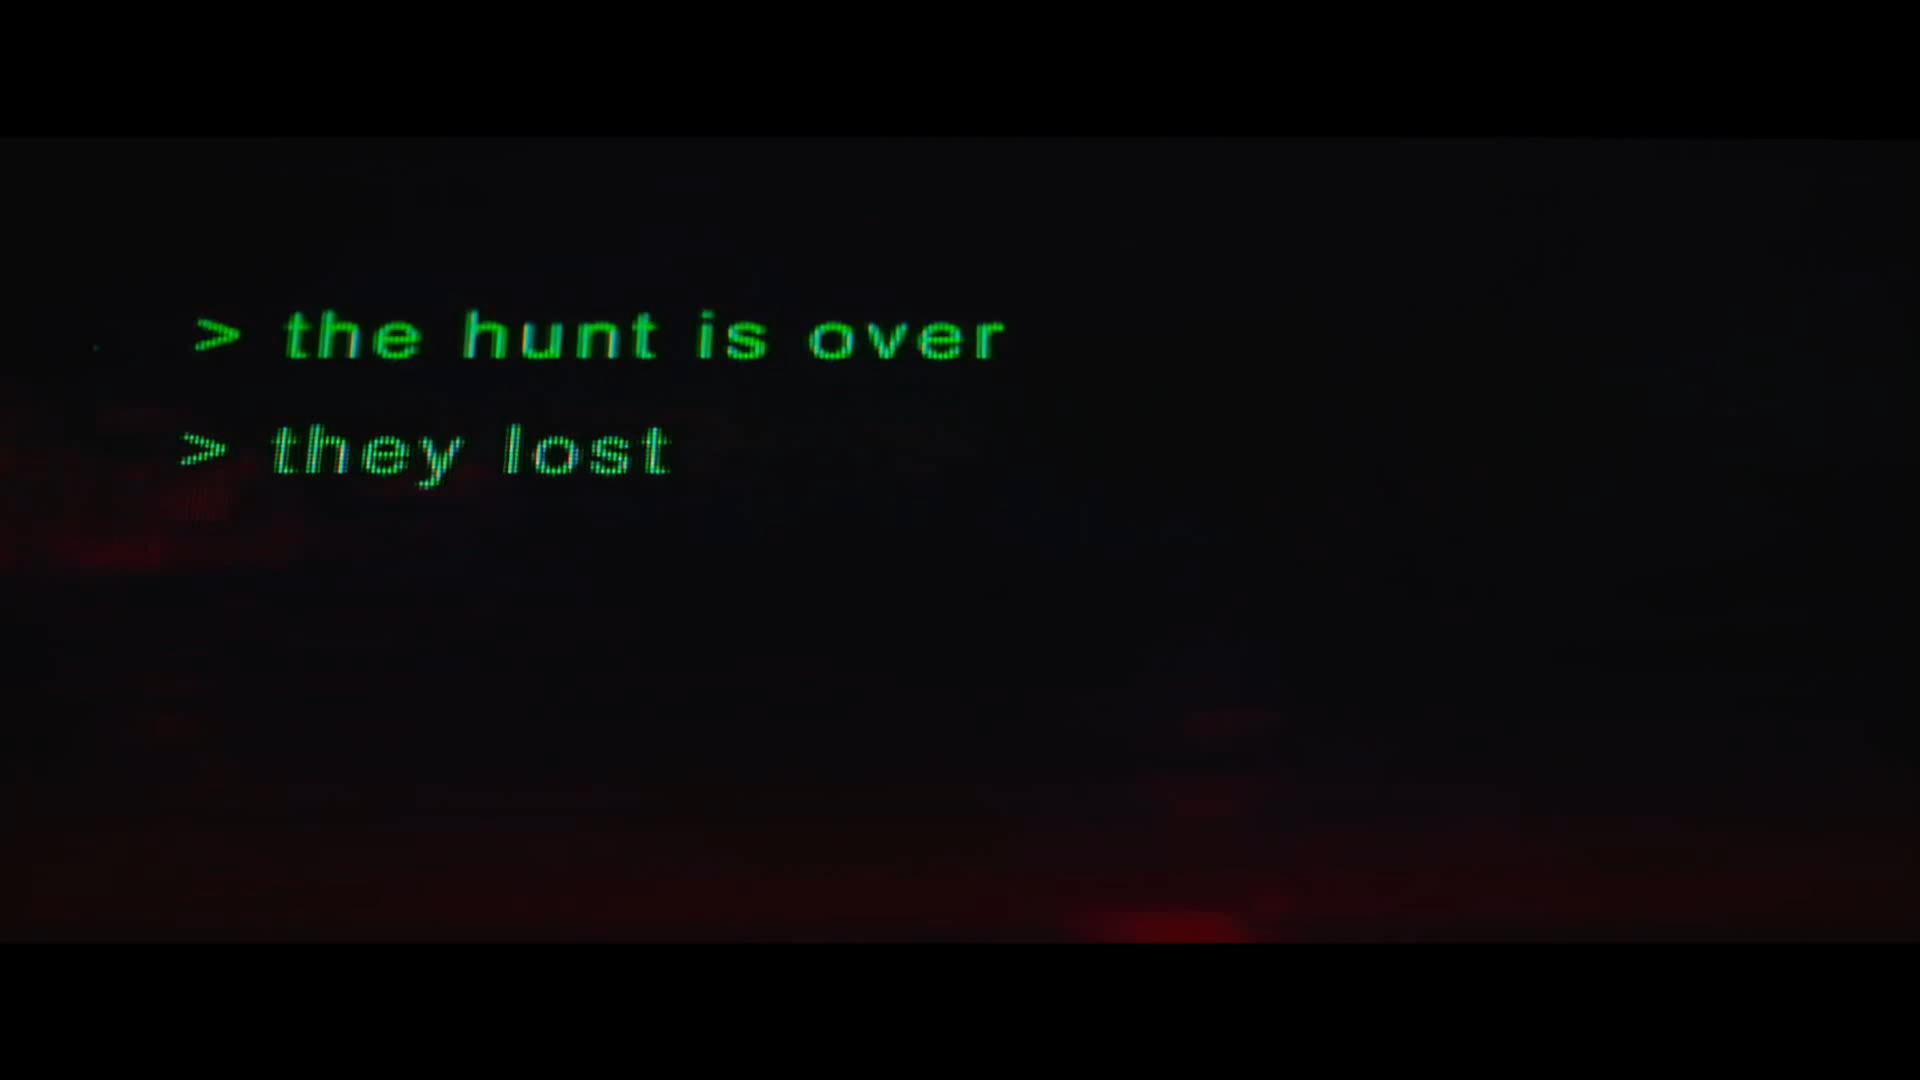 > the hunt is over
> they lost